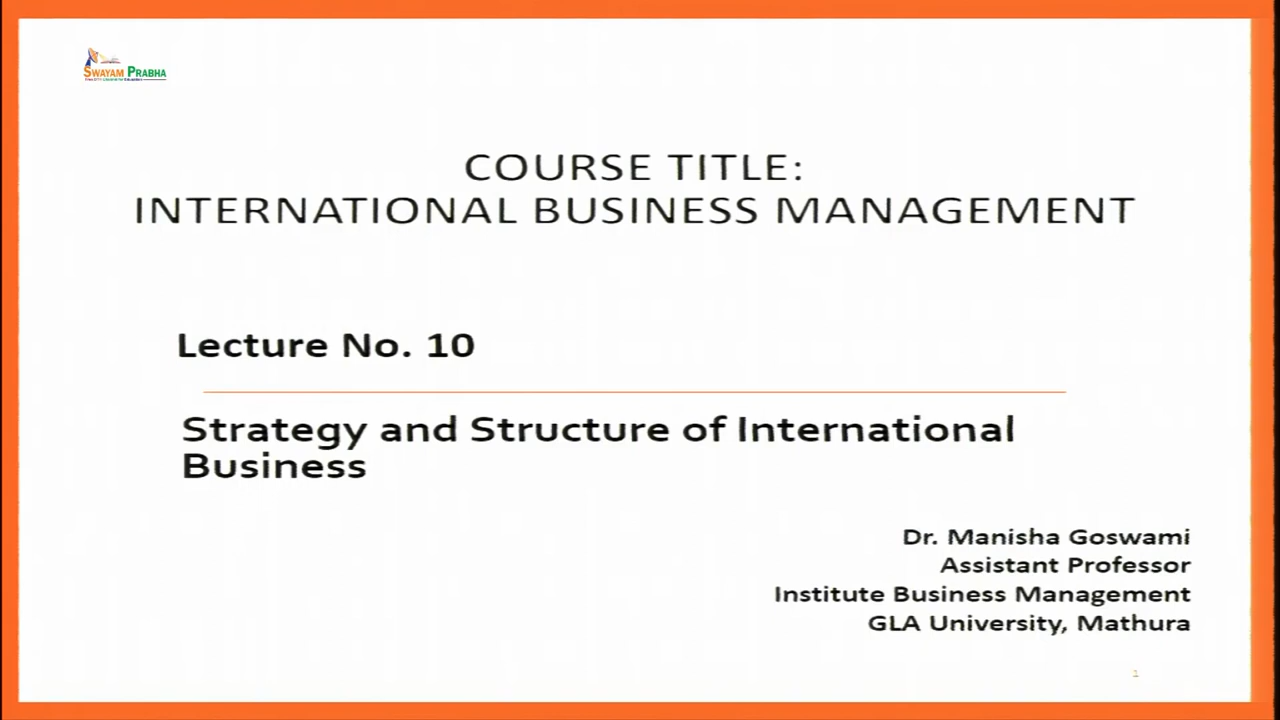 SWAYAM PRABHA
COURSE TITLE:
INTERNATIONAL BUSINESS MANAGEMENT
Lecture No. 10
Strategy and Structure of International
Business
Dr. Manisha Goswami
Assistant Professor
Institute Business Management
GLA University, Mathura
1